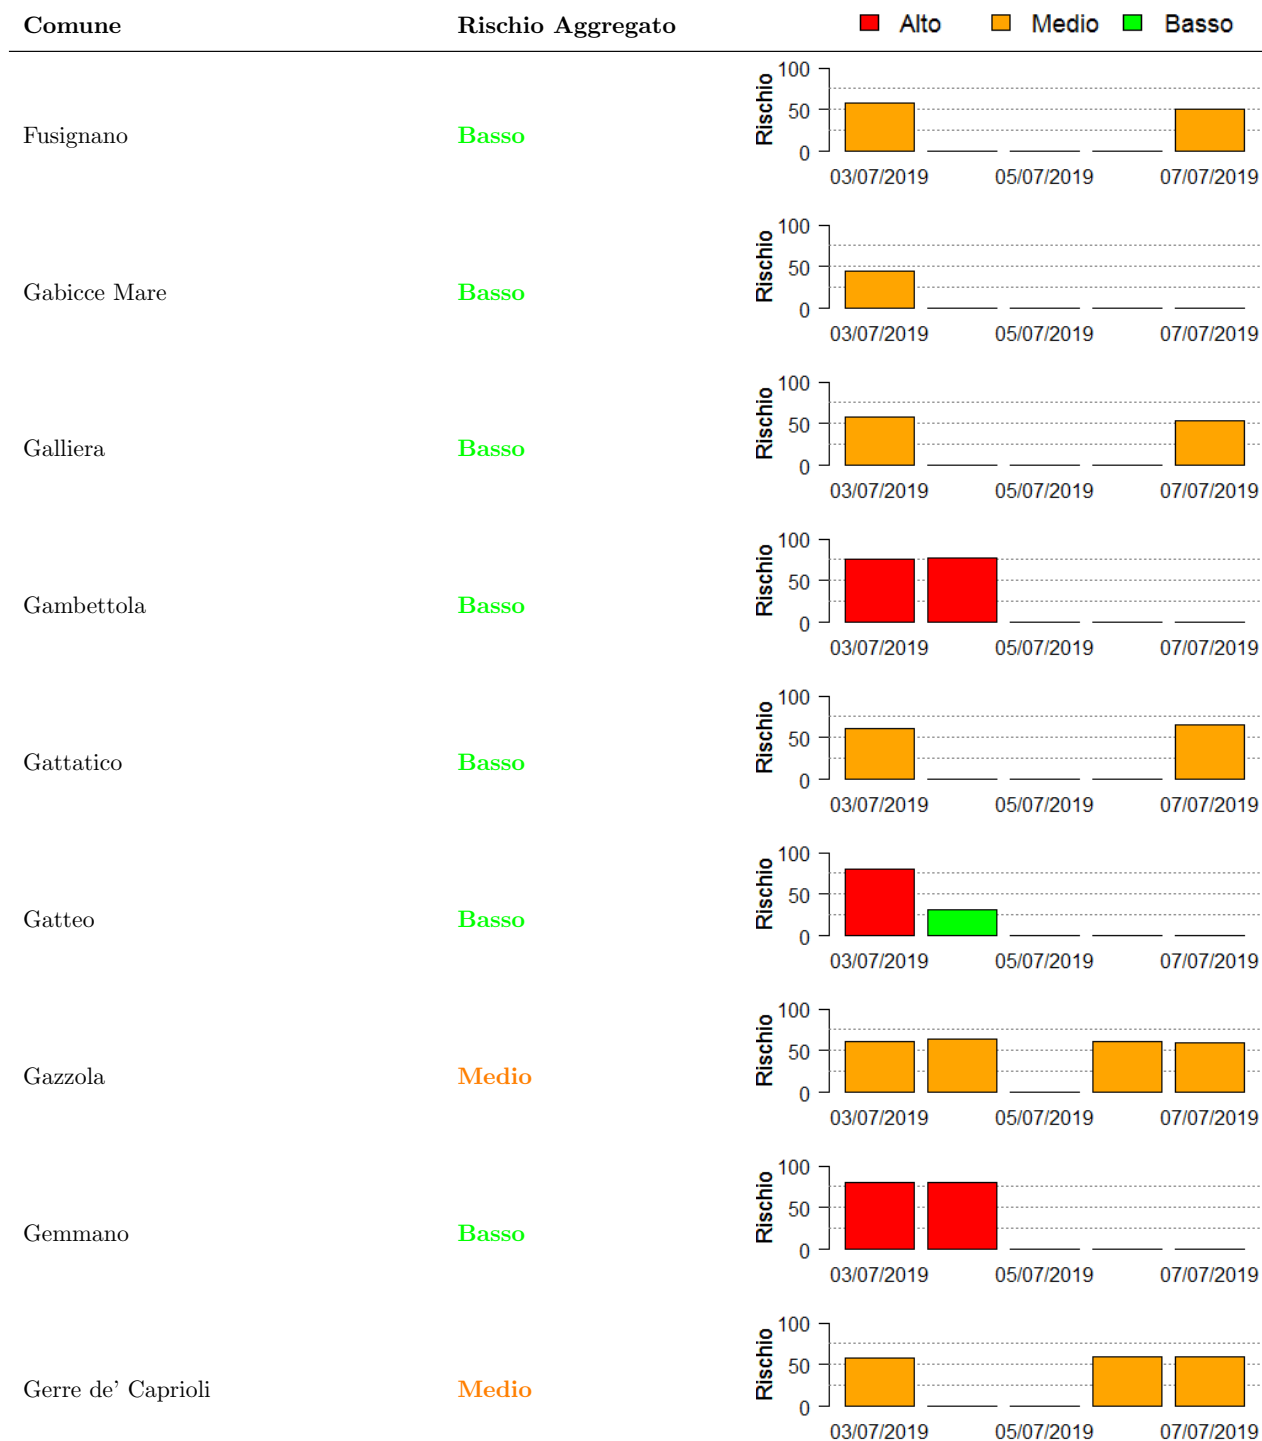 Comune Rischio Aggregato Alto Medio Basso
Fusignano Basso Rischio 100 50 0
03/07/2019 05/07/2019 07/07/2019
Gabicce Mare Basso Rischio 100 50 0
03/07/2019 05/07/2019 07/07/2019
Galliera Basso Rischio 100 50 0
03/07/2019 05/07/2019 07/07/2019
Gambettola Basso Rischio 100 50 0
03/07/2019 05/07/2019 07/07/2019
Gattatico Basso Rischio 100 50 0
03/07/2019 05/07/2019 07/07/2019
Gatteo Basso Rischio 100 50 0
03/07/2019 05/07/2019 07/07/2019
Gazzola Medio Rischio 100 50 0
03/07/2019 05/07/2019 07/07/2019
Gemmano Basso Rischio 100 50 0
03/07/2019 05/07/2019 07/07/2019
Gerre de' Caprioli Medio Rischio 100 50 0
03/07/2019 05/07/2019 07/07/2019